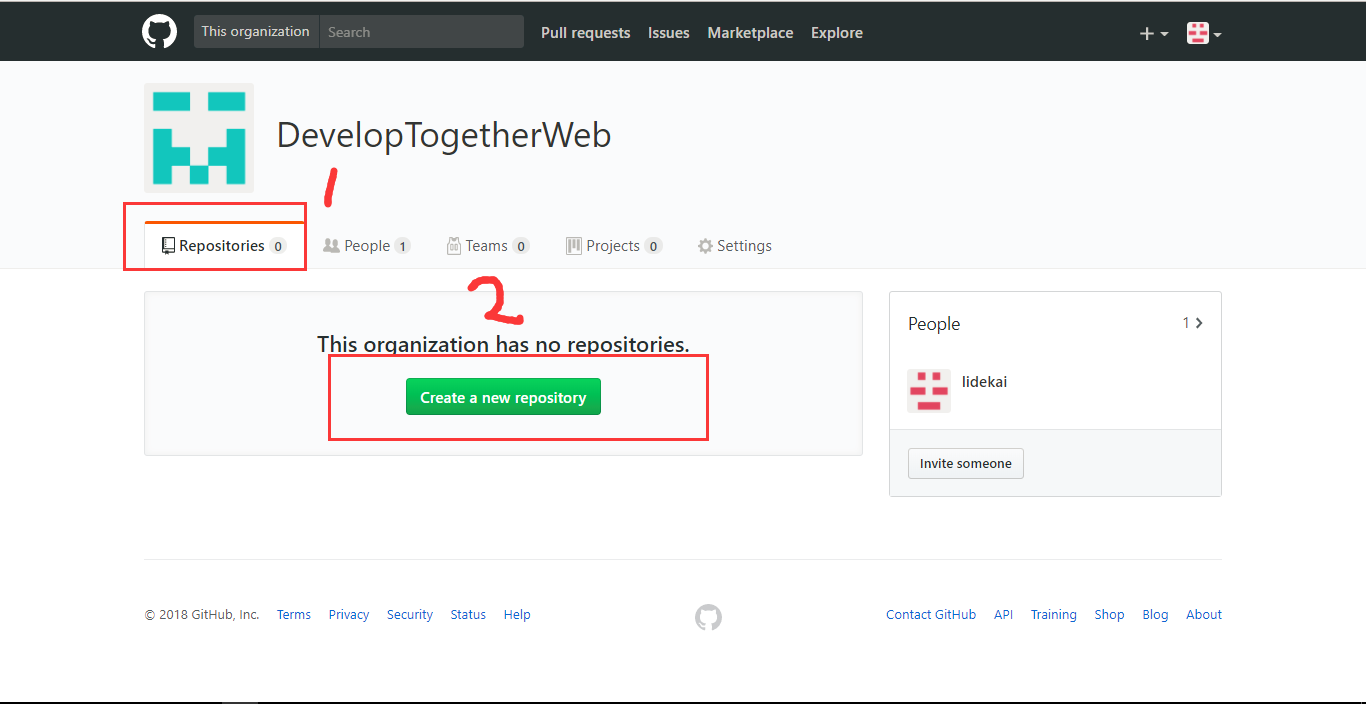 This organization Search Pull requests Issues Marketplace Explore
DevelopTogetherWeb
1
Repositories 0 People 1 Teams 0 Projects 0 Settings
2
This organization has no repositories.
Create a new repository
People 1
lidekai
Invite someone
© 2018 GitHub, Inc. Terms Privacy Security Status Help Contact GitHub API Training Shop Blog About